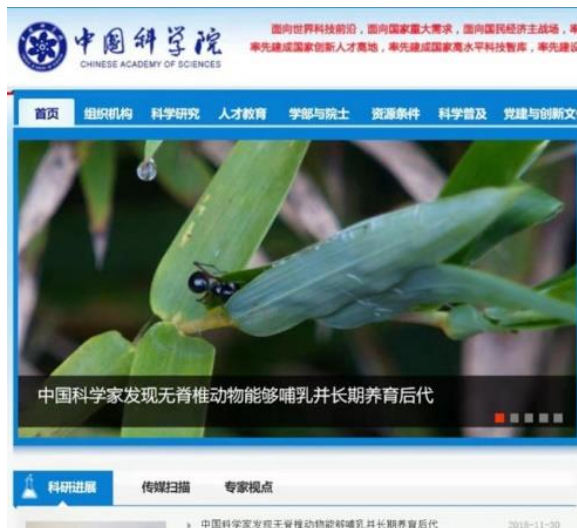 中国科学院
CHINESE ACADEMY OF SCIENCES
面向世界科技前沿，面向国家重大需求，面向国民经济主战场，率
率先建成国家创新人才高地，率先建成国家高水平科技智库，率先建设
首页 组织机构 科学研究 人才教育 学部与院士 资源条件 科学普及 党建与创新文
中国科学家发现无脊椎动物能够哺乳并长期养育后代
科研进展 传媒扫描 专家视点
中国科学家发现无脊椎动物能够哺乳并长期养育后代 2018-11-30